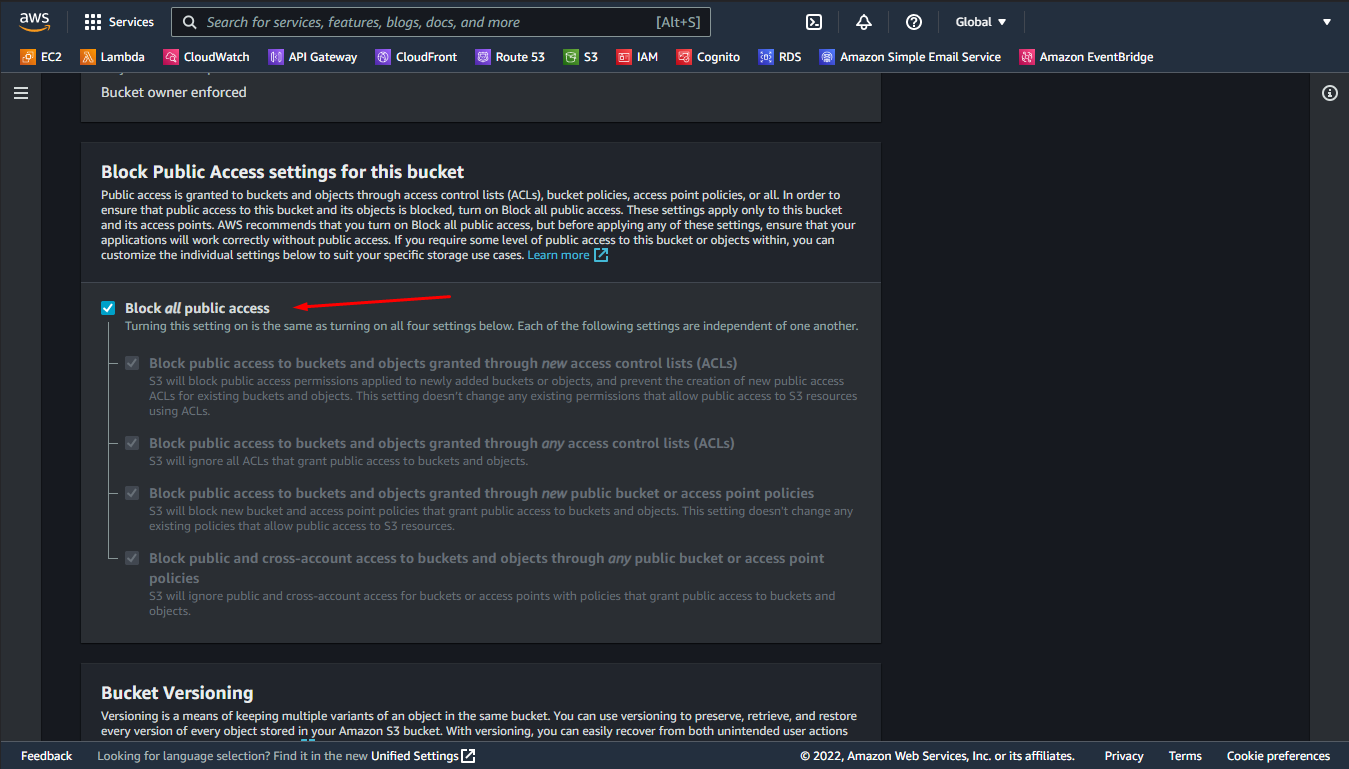 aws
Services
Search for services, features, blogs, docs, and more
[Alt+S]
Global
EC2
Lambda
CloudWatch
API Gateway
CloudFront
Route 53
S3
IAM
Cognito
RDS
Amazon Simple Email Service
Amazon EventBridge
Bucket owner enforced
Block Public Access settings for this bucket
Public access is granted to buckets and objects through access control lists (ACLs), bucket policies, access point policies, or all. In order to
ensure that public access to this bucket and its objects is blocked, turn on Block all public access. These settings apply only to this bucket
and its access points. AWS recommends that you turn on Block all public access, but before applying any of these settings, ensure that your
applications will work correctly without public access. If you require some level of public access to this bucket or objects within, you can
customize the individual settings below to suit your specific storage use cases. Learn more
Block all public access
Turning this setting on is the same as turning on all four settings below. Each of the following settings are independent of one another.
Block public access to buckets and objects granted through new access control lists (ACLs)
S3 will block public access permissions applied to newly added buckets or objects, and prevent the creation of new public access
ACLs for existing buckets and objects. This setting doesn't change any existing permissions that allow public access to S3 resources
using ACLs.
Block public access to buckets and objects granted through any access control lists (ACLs)
S3 will ignore all ACLs that grant public access to buckets and objects.
Block public access to buckets and objects granted through new public bucket or access point policies
S3 will block new bucket and access point policies that grant public access to buckets and objects. This setting doesn't change any
existing policies that allow public access to S3 resources.
Block public and cross-account access to buckets and objects through any public bucket or access point
policies
S3 will ignore public and cross-account access for buckets or access points with policies that grant public access to buckets and
objects.
Bucket Versioning
Versioning is a means of keeping multiple variants of an object in the same bucket. You can use versioning to preserve, retrieve, and restore
every version of every object stored in your Amazon S3 bucket. With versioning, you can easily recover from both unintended user actions
Feedback
Looking for language selection? Find it in the new Unified Settings
© 2022, Amazon Web Services, Inc. or its affiliates.
Privacy
Terms
Cookie preferences